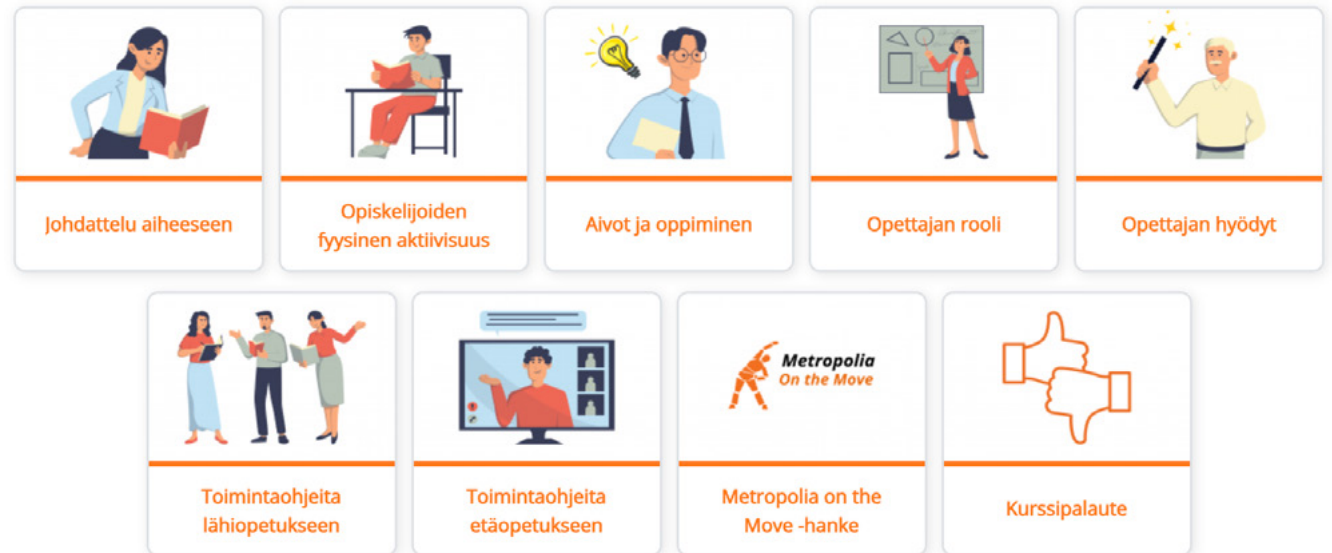 Johdattelu aiheeseen
Opiskelijoiden
fyysinen aktiivisuus
Aivot ja oppiminen
Opettajan rooli
Opettajan hyödyt
Metropolia
On the Move
Toimintaohjeita
lähiopetukseen
Toimintaohjeita
etäopetukseen
Metropolia on the
Move -hanke
Kurssipalaute